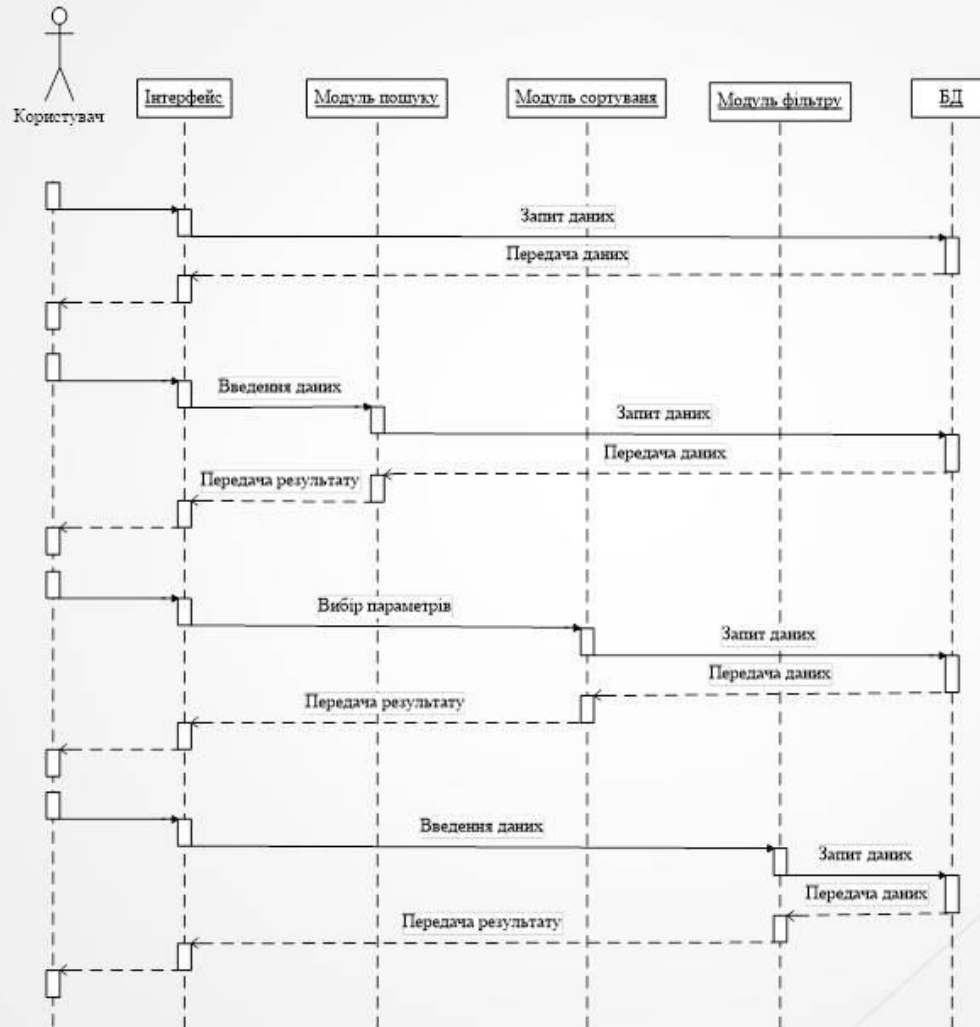 Користувач
Інтерфейс
Модуль пошуку
Модуль сортуваня
Модуль фільтру
БД
Запит даних
Передача даних
Введення даних
Запит даних
Передача даних
Передача результату
Вибір параметрів
Запит даних
Передача даних
Передача результату
Введення даних
Запит даних
Передача даних
Передача результату